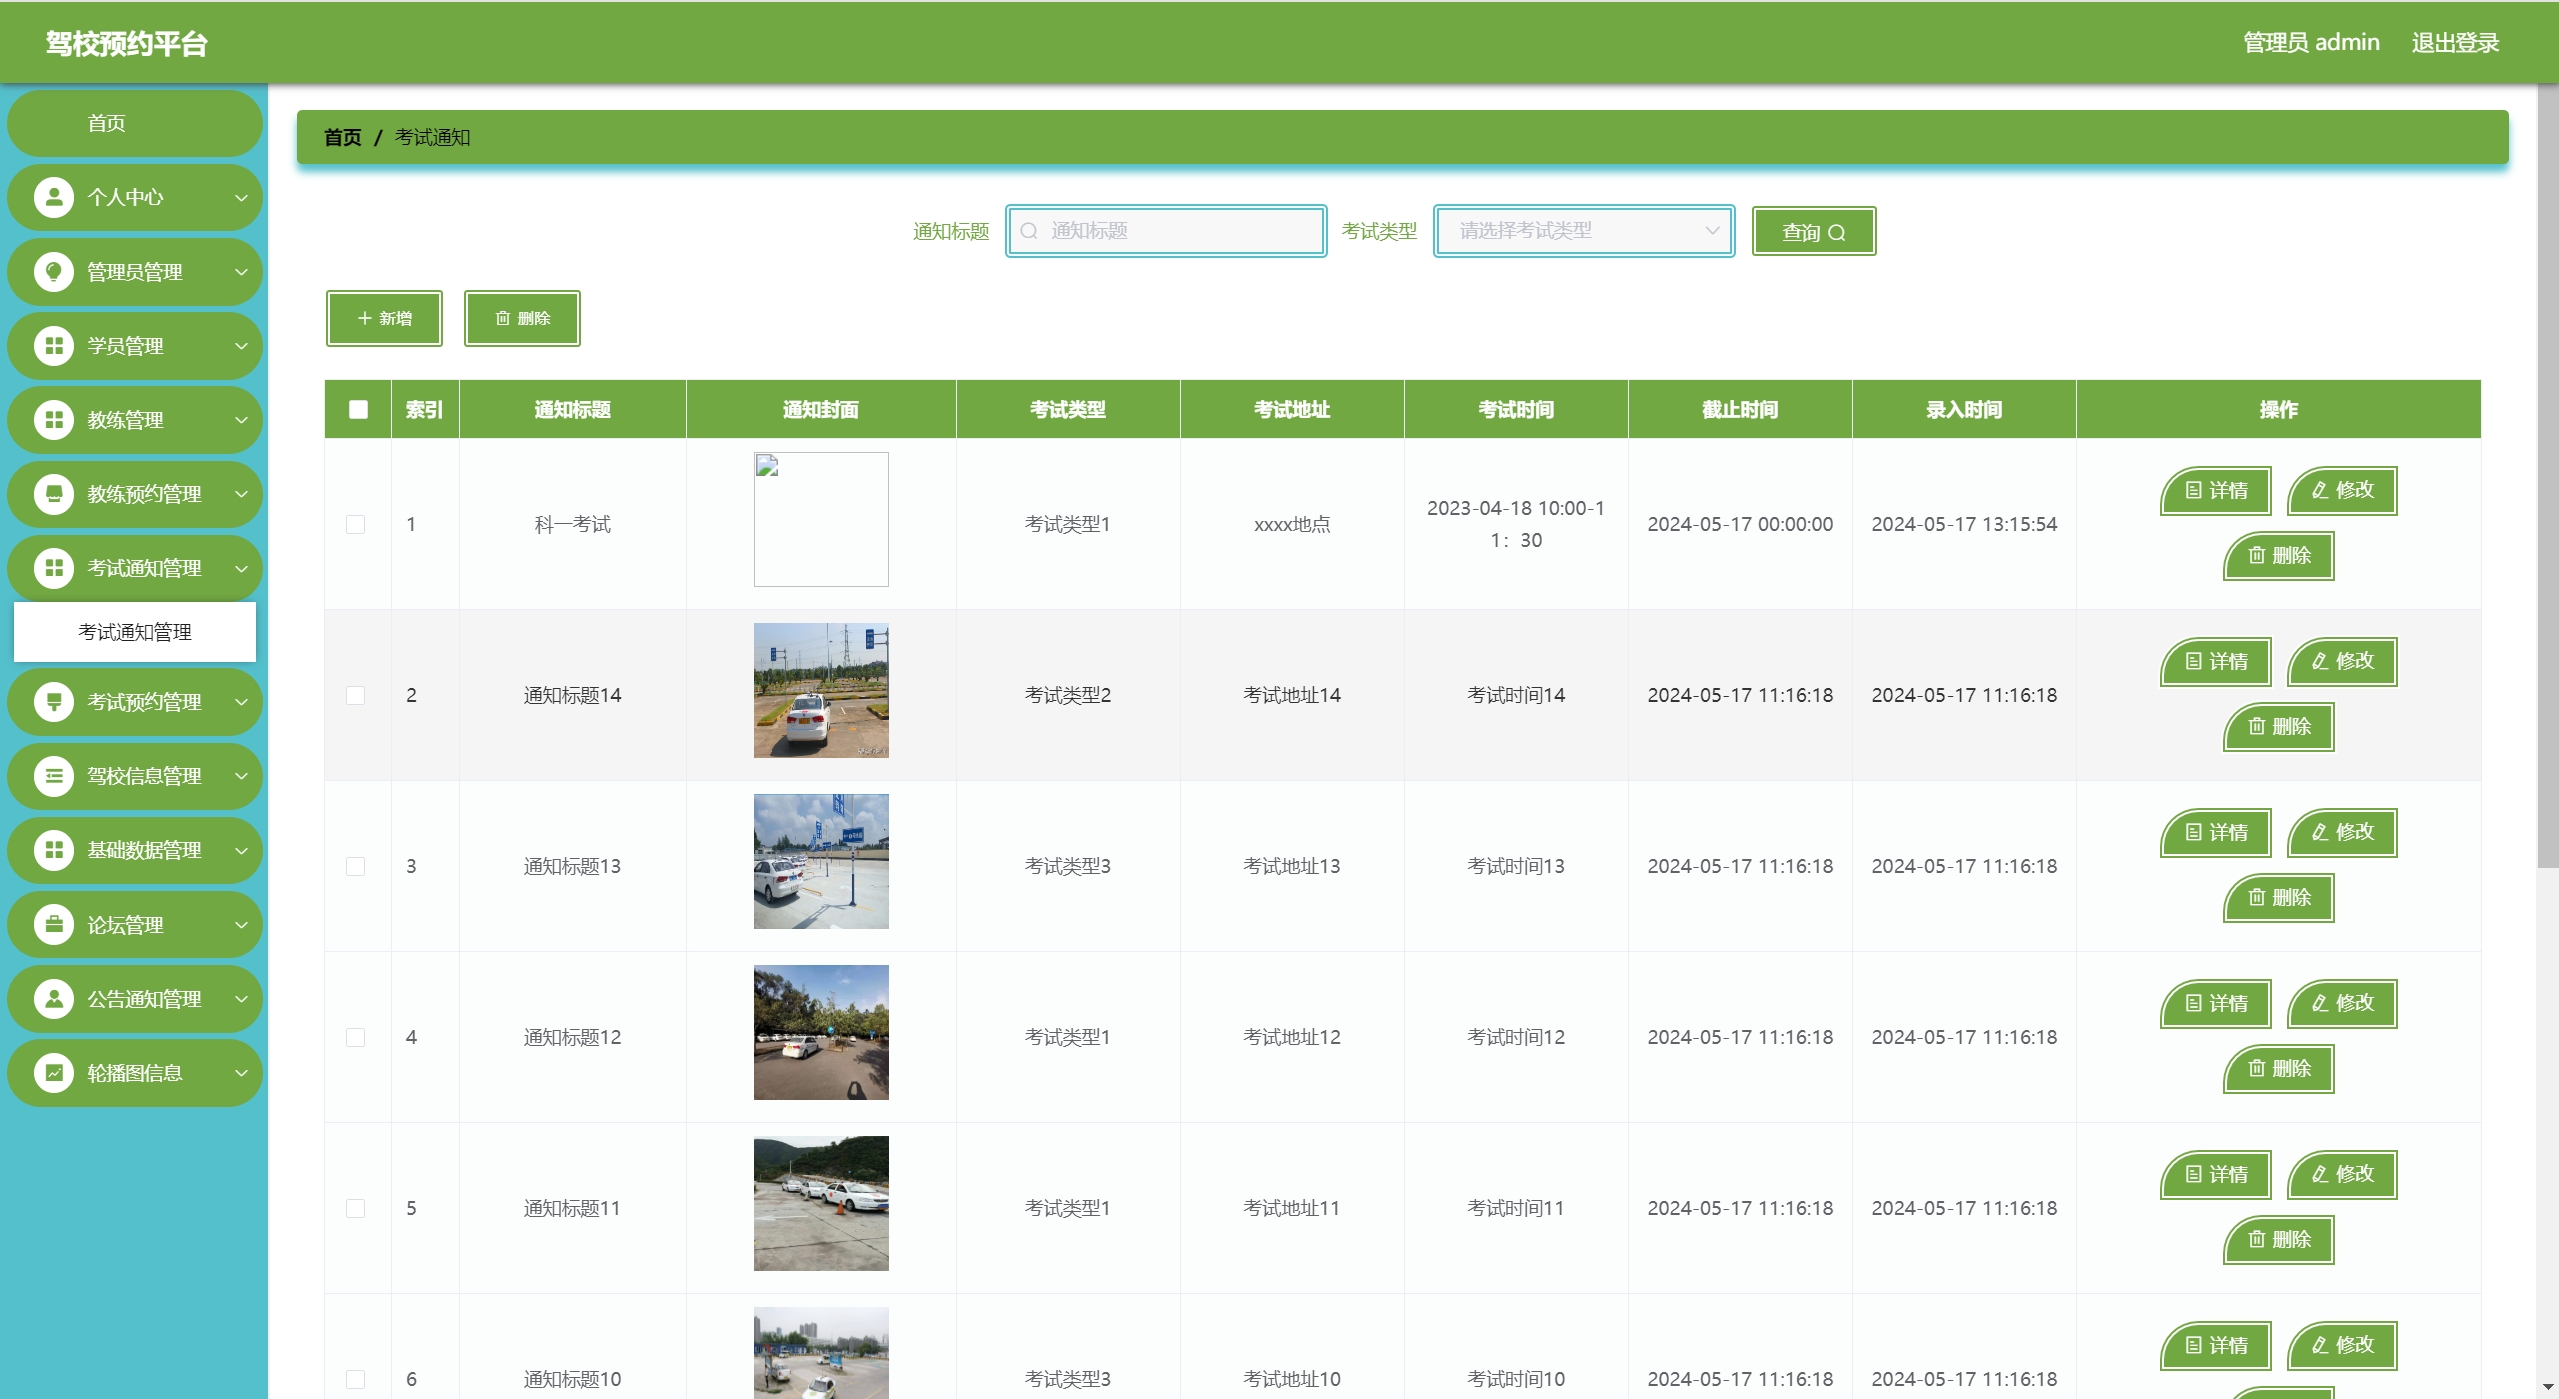 驾校预约平台
管理员 admin 退出登录
首页
个人中心
管理员管理
学员管理
教练管理
教练预约管理
考试通知管理
考试通知管理
考试预约管理
驾校信息管理
基础数据管理
论坛管理
公告通知管理
轮播图信息
首页 / 考试通知
通知标题 通知标题 考试类型 请选择考试类型 查询
新增 删除
索引 通知标题 通知封面 考试类型 考试地址 考试时间 截止时间 录入时间 操作
1 科一考试 考试类型1 xxxx地点 2023-04-18 10:00-1 2024-05-17 00:00:00 2024-05-17 13:15:54 详情 修改
1：30
删除
2 通知标题14 考试类型2 考试地址14 考试时间14 2024-05-17 11:16:18 2024-05-17 11:16:18 详情 修改
删除
3 通知标题13 考试类型3 考试地址13 考试时间13 2024-05-17 11:16:18 2024-05-17 11:16:18 详情 修改
删除
4 通知标题12 考试类型1 考试地址12 考试时间12 2024-05-17 11:16:18 2024-05-17 11:16:18 详情 修改
删除
5 通知标题11 考试类型1 考试地址11 考试时间11 2024-05-17 11:16:18 2024-05-17 11:16:18 详情 修改
删除
6 通知标题10 考试类型3 考试地址10 考试时间10 2024-05-17 11:16:18 2024-05-17 11:16:18 详情 修改